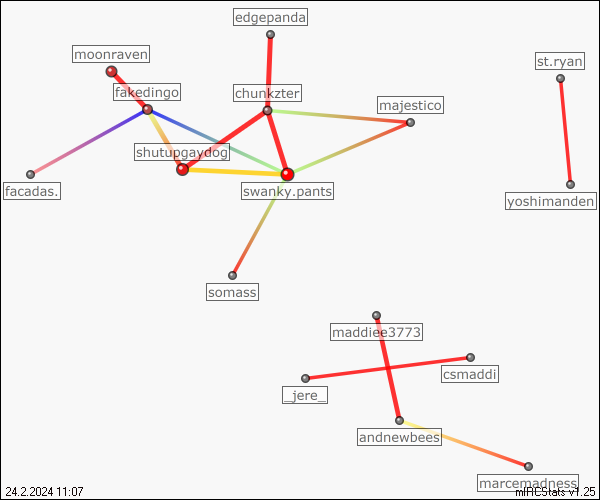 edgepanda
moonraven
st.ryan
fakedingo
chunkzter
majestico
shutupgaydog
facadas.
swanky.pants
yoshimanden
somass
maddiee3773
csmaddi
_jere_
andnewbees
marcemadness
24.2.2024 11:07
mIRCStats v1.25